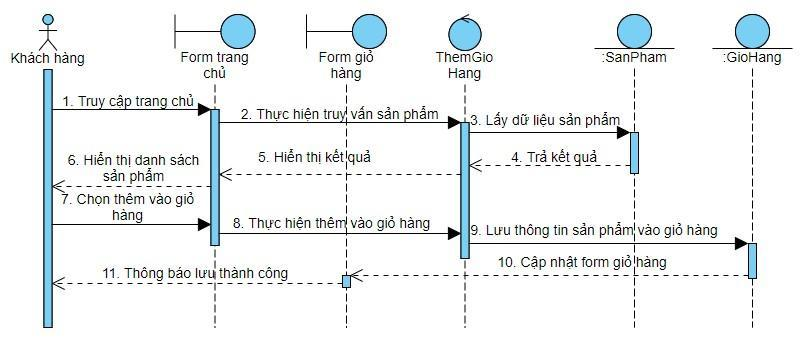 Khách hàng
Form trang
chủ
Form giỏ
hàng
ThemGio
Hang
:SanPham
:GioHang
1. Truy cập trang chủ
2. Thực hiện truy vấn sản phẩm
3. Lấy dữ liệu sản phẩm
4. Trả kết quả
5. Hiển thị kết quả
6. Hiển thị danh sách
sản phẩm
7. Chọn thêm vào giỏ
hàng
8. Thực hiện thêm vào giỏ hàng
9. Lưu thông tin sản phẩm vào giỏ hàng
10. Cập nhật form giỏ hàng
11. Thông báo lưu thành công